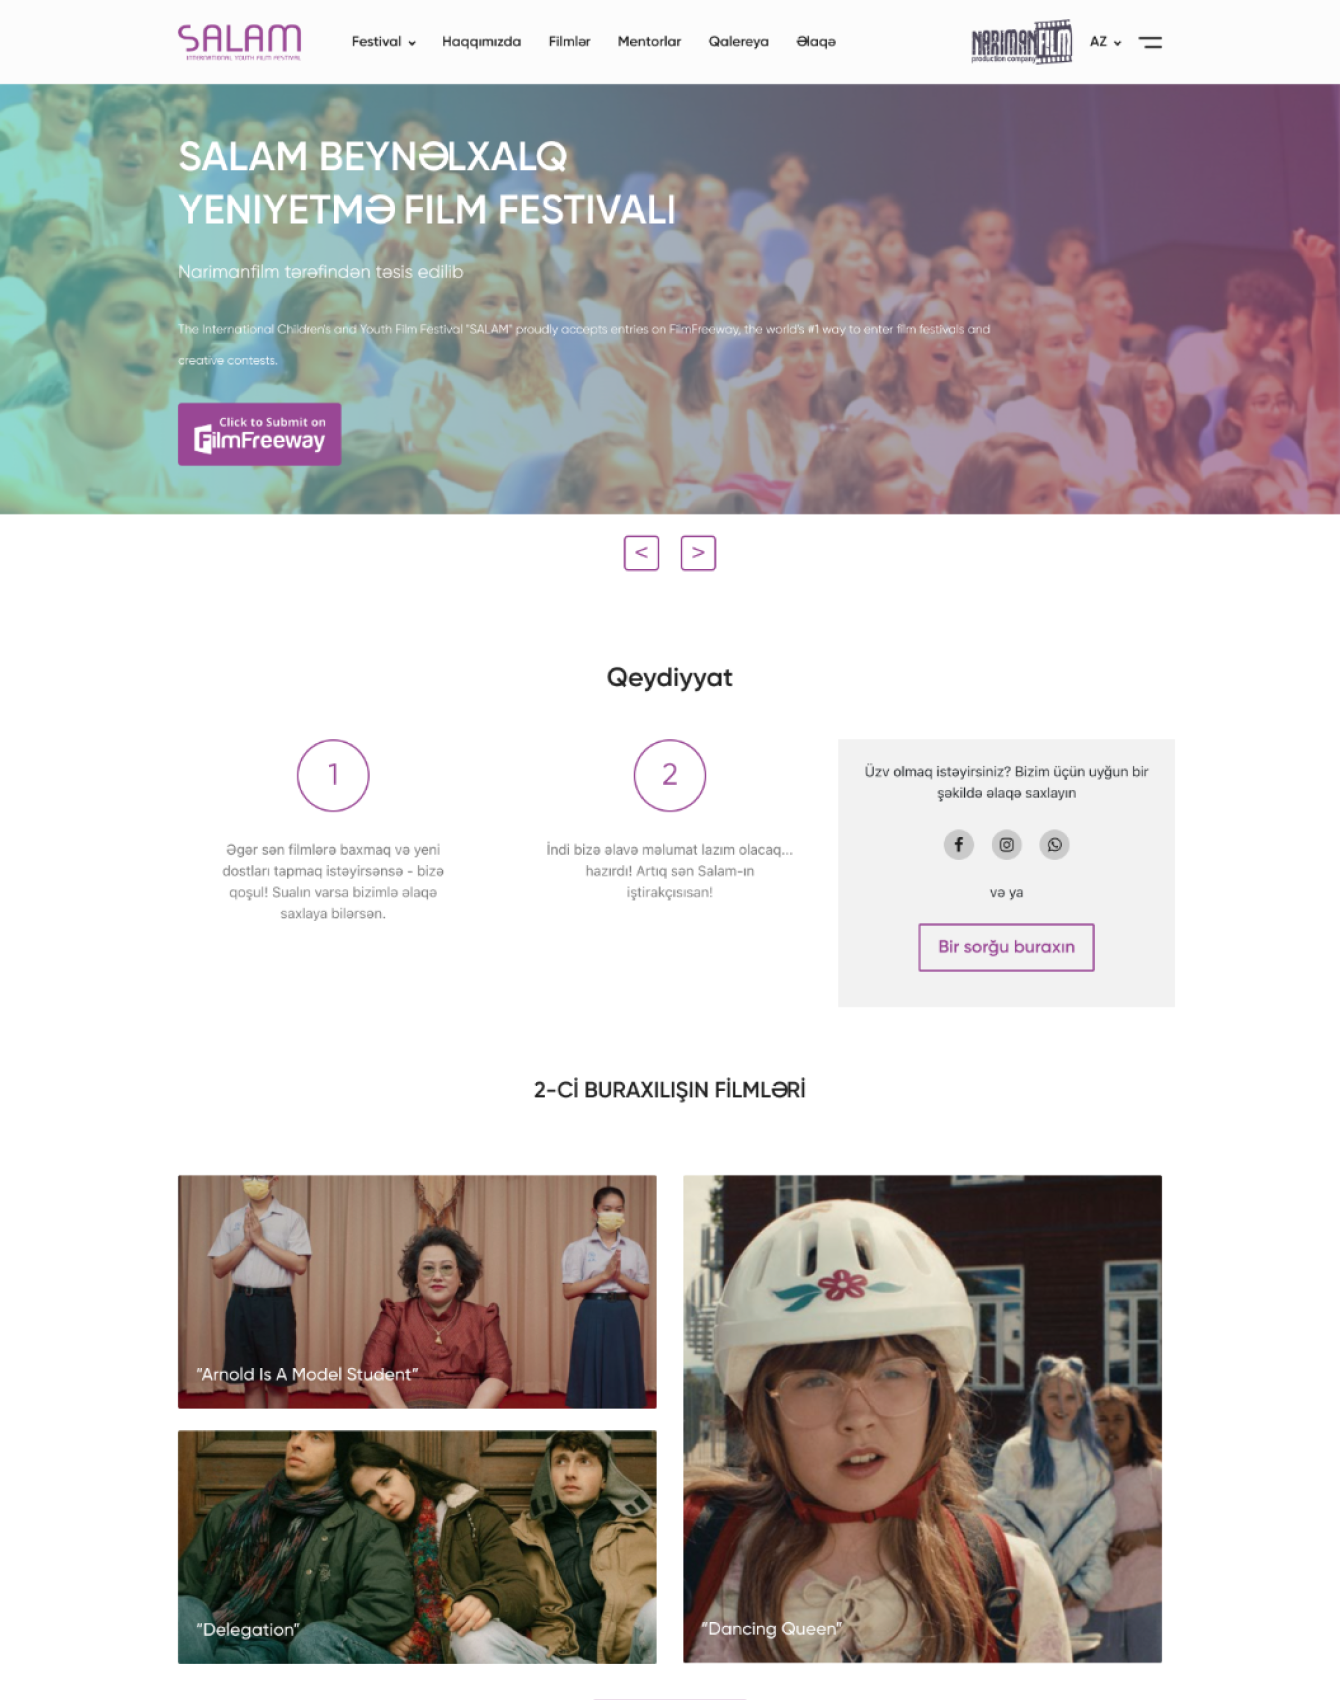 SALAM
INTERNATIONAL YOUTH FILM FESTIVAL
Festival Haqqımızda Filmlər Mentorlar Qalereya Əlaqə
NARIMANFILM
production company
AZ
SALAM BEYNƏLXALQ
YENIYETMƏ FILM FESTIVALI
Narimanfilm tərəfindən təsis edilib
The International Children's and Youth Film Festival "SALAM" proudly accepts entries on FilmFreeway, the world's #1 way to enter film festivals and
creative contests.
Click to Submit on
FilmFreeway
< >
Qeydiyyat
1
Əgər sən filmlərə baxmaq və yeni
dostları tapmaq istəyirsənsə - bizə
qoşul! Sualın varsa bizimlə əlaqə
saxlaya bilərsən.
2
İndi bizə əlavə məlumat lazım olacaq...
hazırdı! Artıq sən Salam-ın
iştirakçısısan!
Üzv olmaq istəyirsiniz? Bizim üçün uyğun bir
şəkildə əlaqə saxlayın
və ya
Bir sorğu buraxın
2-Cİ BURAXILIŞIN FİLMLƏRİ
"Arnold Is A Model Student"
"Delegation"
"Dancing Queen"